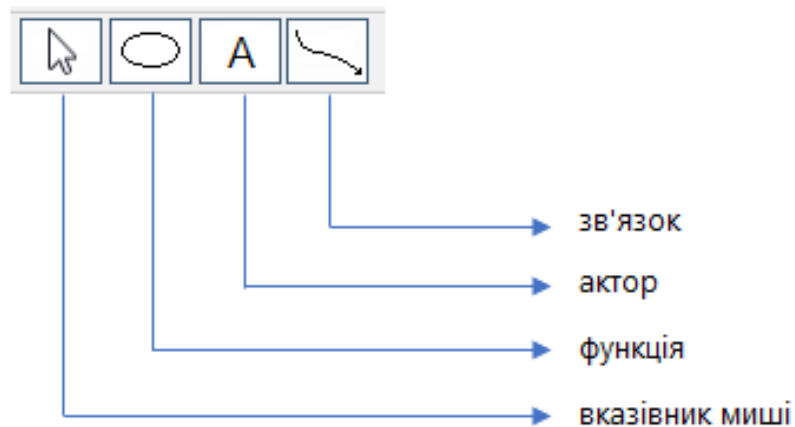 A
зв'язок
актор
функція
вказівник миші